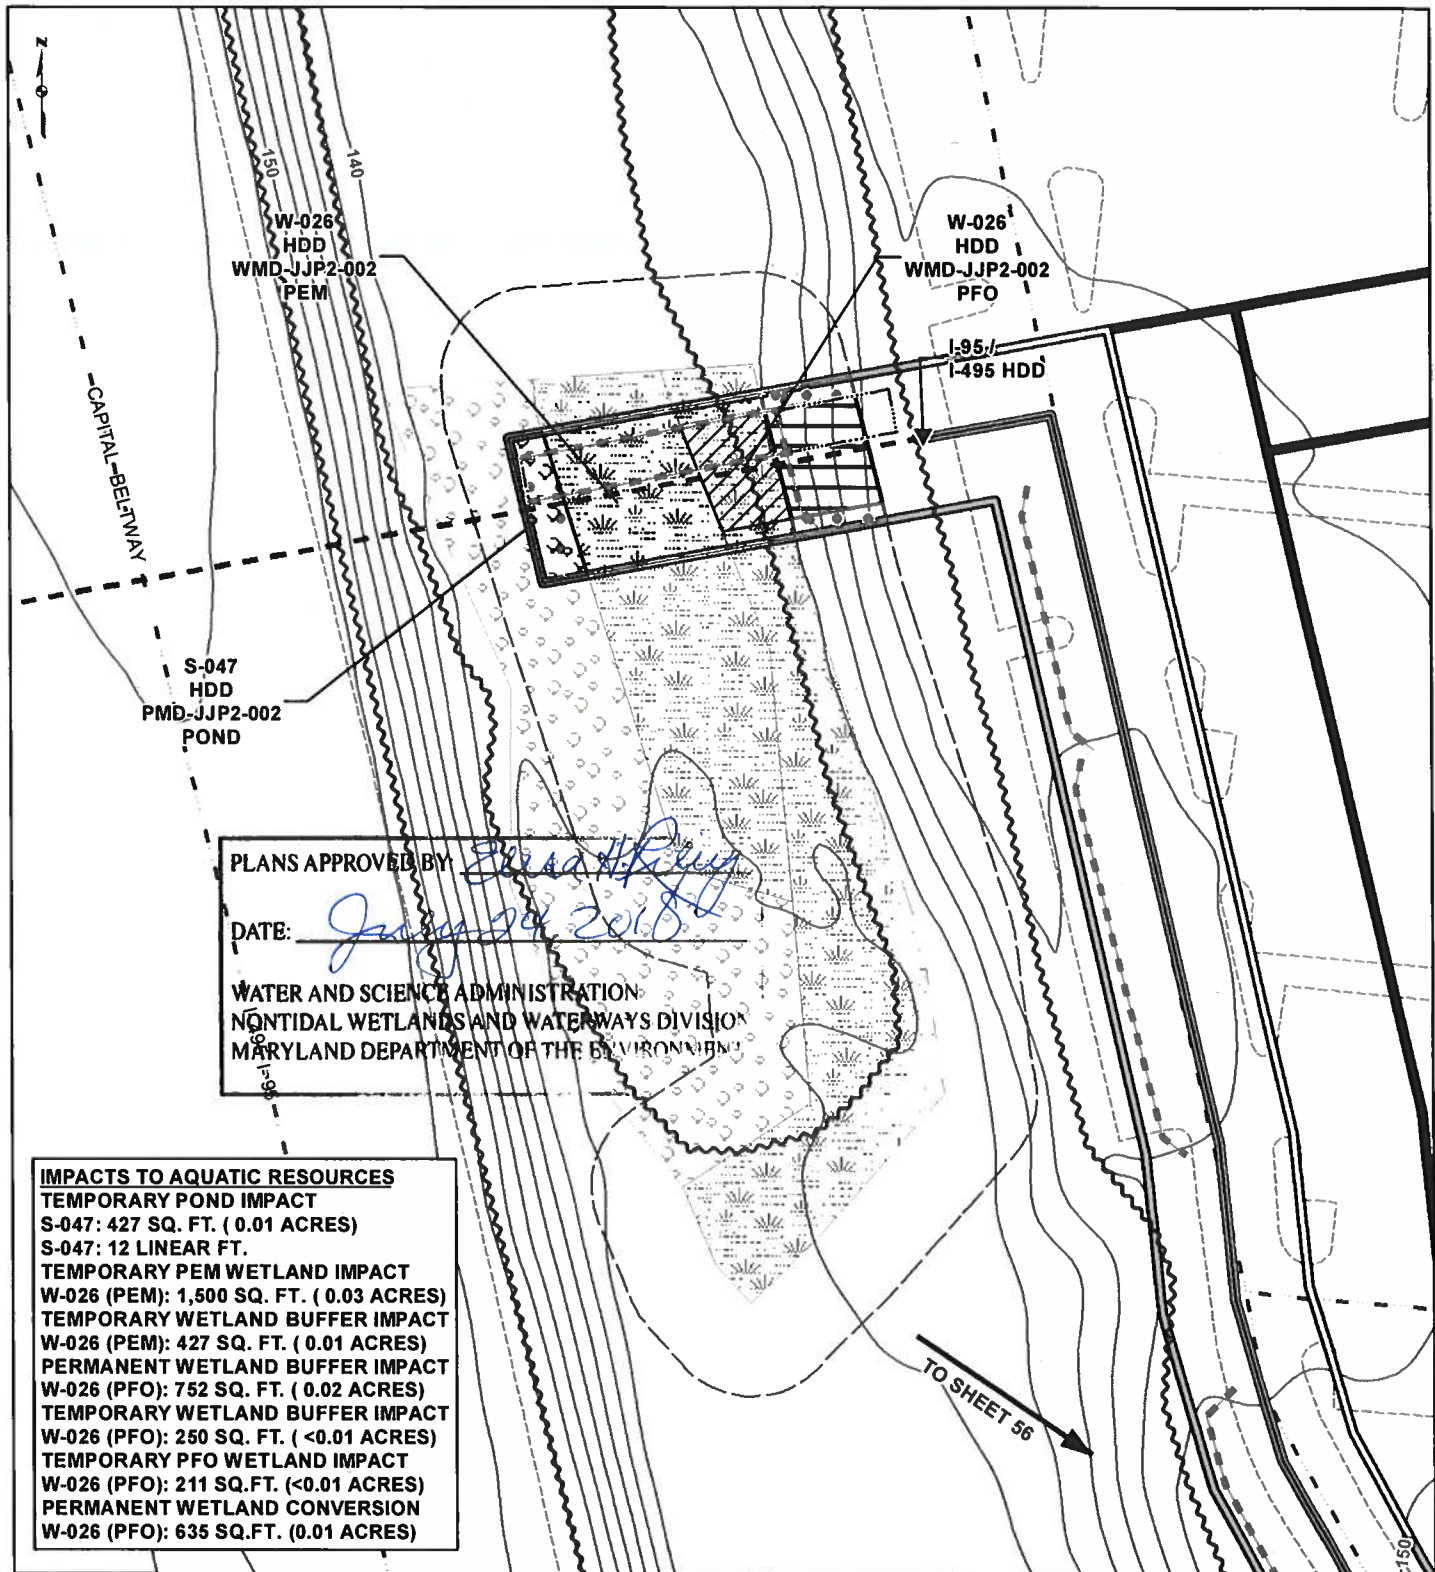 N
150
140
W-026
HDD
WMD-JJP2-002
PEM
W-026
HDD
WMD-JJP2-002
PFO
I-95 /
I-495 HDD
CAPITAL BELTWAY
S-047
HDD
PMD-JJP2-002
POND
PLANS APPROVED BY:
DATE: 24 2018
WATER AND SCIENCE ADMINISTRATION
NONTIDAL WETLANDS AND WATERWAYS DIVISION
MARYLAND DEPARTMENT OF THE ENVIRONMENT
I-95
IMPACTS TO AQUATIC RESOURCES
TEMPORARY POND IMPACT
S-047: 427 SQ. FT. ( 0.01 ACRES)
S-047: 12 LINEAR FT.
TEMPORARY PEM WETLAND IMPACT
W-026 (PEM): 1,500 SQ. FT. ( 0.03 ACRES)
TEMPORARY WETLAND BUFFER IMPACT
W-026 (PEM): 427 SQ. FT. ( 0.01 ACRES)
PERMANENT WETLAND BUFFER IMPACT
W-026 (PFO): 752 SQ. FT. ( 0.02 ACRES)
TEMPORARY WETLAND BUFFER IMPACT
W-026 (PFO): 250 SQ. FT. ( <0.01 ACRES)
TEMPORARY PFO WETLAND IMPACT
W-026 (PFO): 211 SQ.FT. (<0.01 ACRES)
PERMANENT WETLAND CONVERSION
W-026 (PFO): 635 SQ.FT. (0.01 ACRES)
TO SHEET 56
150